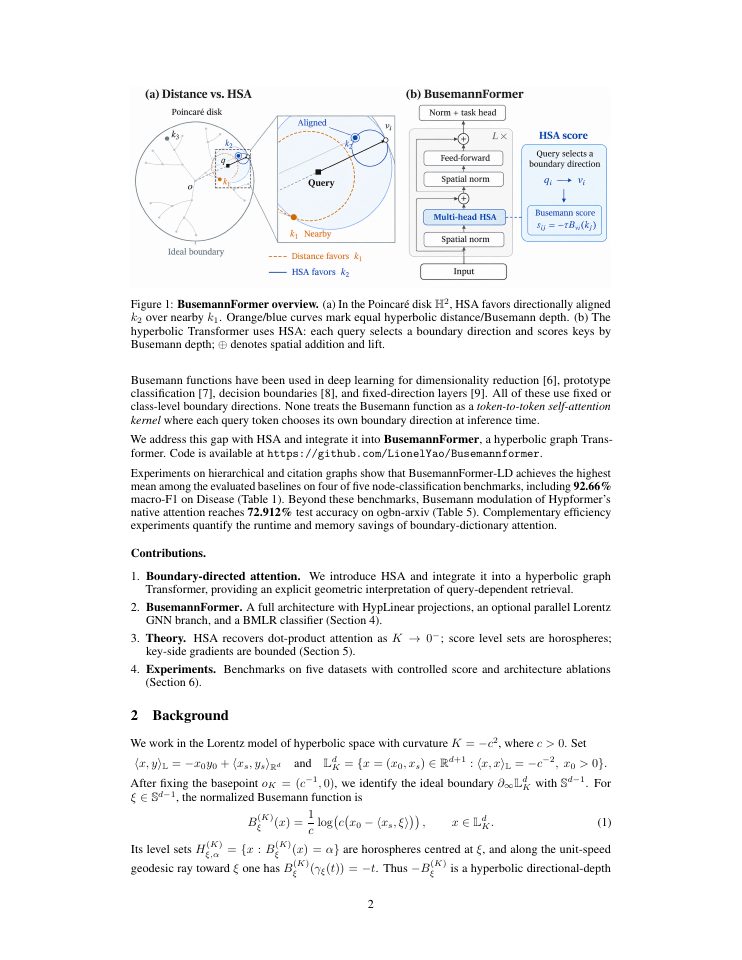 (a) Distance vs. HSA
(b) BusemannFormer
Poincaré disk
k3
k2
q
k1
o
Ideal boundary
Aligned
k2
νi
Query
k1 Nearby
Distance favors k1
HSA favors k2
Norm + task head
+
L ×
Feed-forward
Spatial norm
+
Multi-head HSA
Spatial norm
Input
HSA score
Query selects a
boundary direction
qi → νi
Busemann score
sij = −τBνi(kj)
Figure 1: BusemannFormer overview. (a) In the Poincaré disk ℍ², HSA favors directionally aligned
k2 over nearby k1. Orange/blue curves mark equal hyperbolic distance/Busemann depth. (b) The
hyperbolic Transformer uses HSA: each query selects a boundary direction and scores keys by
Busemann depth; ⊕ denotes spatial addition and lift.
Busemann functions have been used in deep learning for dimensionality reduction [6], prototype
classification [7], decision boundaries [8], and fixed-direction layers [9]. All of these use fixed or
class-level boundary directions. None treats the Busemann function as a token-to-token self-attention
kernel where each query token chooses its own boundary direction at inference time.
We address this gap with HSA and integrate it into BusemannFormer, a hyperbolic graph Trans-
former. Code is available at https://github.com/LionelYao/Busemannformer.
Experiments on hierarchical and citation graphs show that BusemannFormer-LD achieves the highest
mean among the evaluated baselines on four of five node-classification benchmarks, including 92.66%
macro-F1 on Disease (Table 1). Beyond these benchmarks, Busemann modulation of Hypformer's
native attention reaches 72.912% test accuracy on ogbn-arxiv (Table 5). Complementary efficiency
experiments quantify the runtime and memory savings of boundary-dictionary attention.
Contributions.
1. Boundary-directed attention. We introduce HSA and integrate it into a hyperbolic graph
Transformer, providing an explicit geometric interpretation of query-dependent retrieval.
2. BusemannFormer. A full architecture with HypLinear projections, an optional parallel Lorentz
GNN branch, and a BMLR classifier (Section 4).
3. Theory. HSA recovers dot-product attention as K → 0⁻; score level sets are horospheres;
key-side gradients are bounded (Section 5).
4. Experiments. Benchmarks on five datasets with controlled score and architecture ablations
(Section 6).
2 Background
We work in the Lorentz model of hyperbolic space with curvature K = −c², where c > 0. Set
⟨x, y⟩_𝕃 = −x0y0 + ⟨xs, ys⟩_ℝᵈ and 𝕃ᵈ_K = {x = (x0, xs) ∈ ℝᵈ⁺¹ : ⟨x, x⟩_𝕃 = −c⁻², x0 > 0}.
After fixing the basepoint o_K = (c⁻¹, 0), we identify the ideal boundary ∂∞𝕃ᵈ_K with 𝕊ᵈ⁻¹. For
ξ ∈ 𝕊ᵈ⁻¹, the normalized Busemann function is
B_ξ^(K)(x) = 1/c log(c(x0 − ⟨xs, ξ⟩)), x ∈ 𝕃ᵈ_K. (1)
Its level sets H_ξ,α^(K) = {x : B_ξ^(K)(x) = α} are horospheres centred at ξ, and along the unit-speed
geodesic ray toward ξ one has B_ξ^(K)(γ_ξ(t)) = −t. Thus −B_ξ^(K) is a hyperbolic directional-depth
2